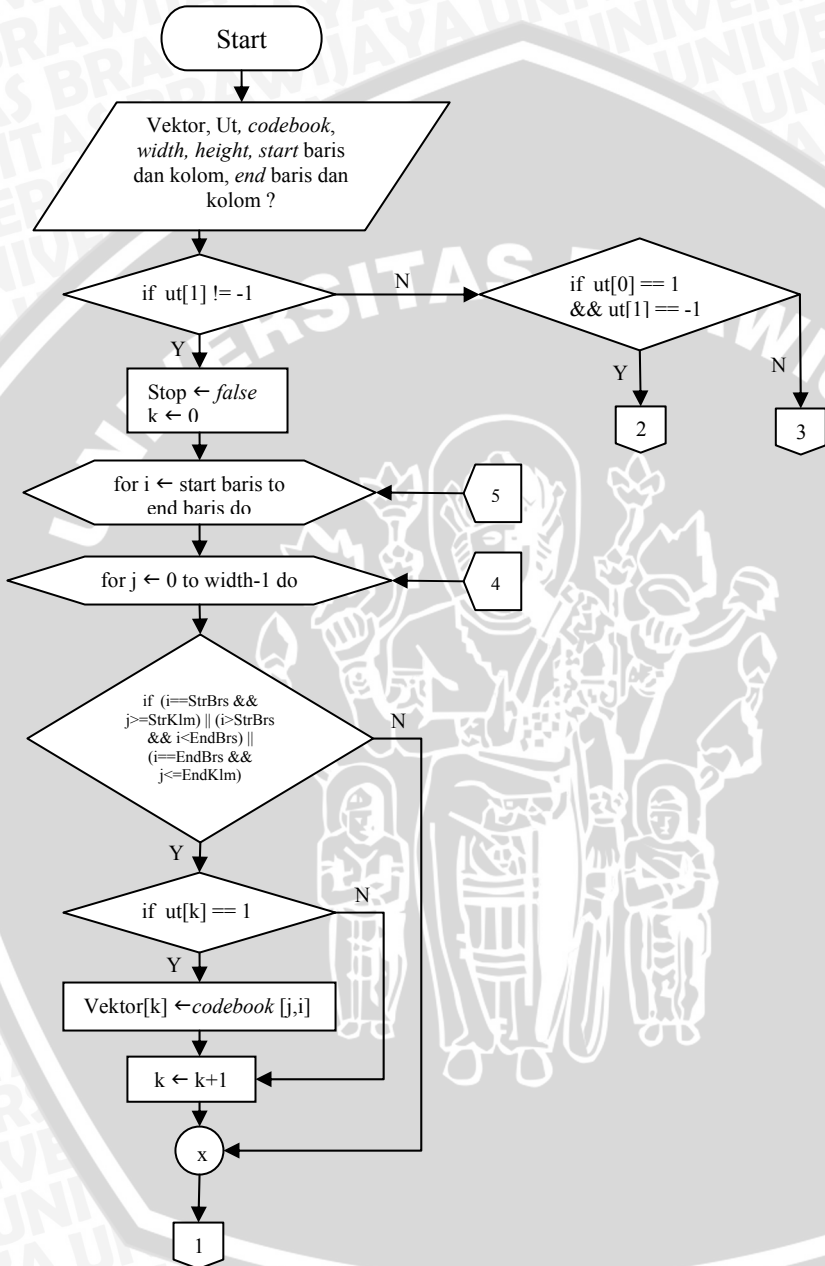 Start
Vektor, Ut, codebook,
width, height, start baris
dan kolom, end baris dan
kolom ?
if ut[1] != -1
N
if ut[0] == 1
&& ut[1] == -1
Y
Y
N
Stop ← false
k ← 0
2
3
for i ← start baris to
end baris do
5
for j ← 0 to width-1 do
4
if (i==StrBrs &&
j>=StrKlm) || (i>StrBrs
&& i<EndBrs) ||
(i==EndBrs &&
j<=EndKlm)
N
Y
if ut[k] == 1
N
Y
Vektor[k] ←codebook [j,i]
k ← k+1
x
1
UNIVERSITAS BRAWIJAYA